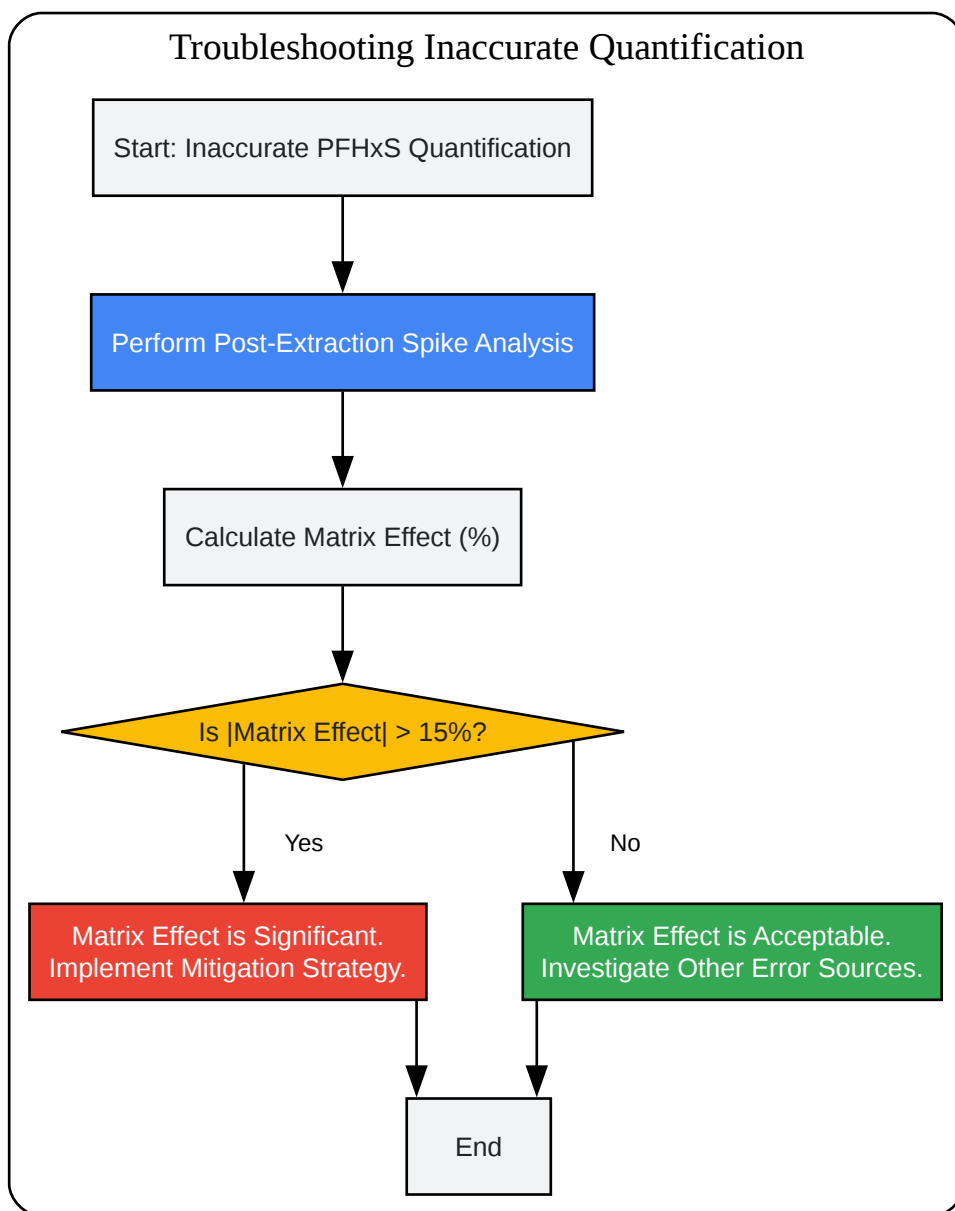 Troubleshooting Inaccurate Quantification
Start: Inaccurate PFHxS Quantification
Perform Post-Extraction Spike Analysis
Calculate Matrix Effect (%)
Is |Matrix Effect| > 15%?
Yes
No
Matrix Effect is Significant.
Implement Mitigation Strategy.
Matrix Effect is Acceptable.
Investigate Other Error Sources.
End